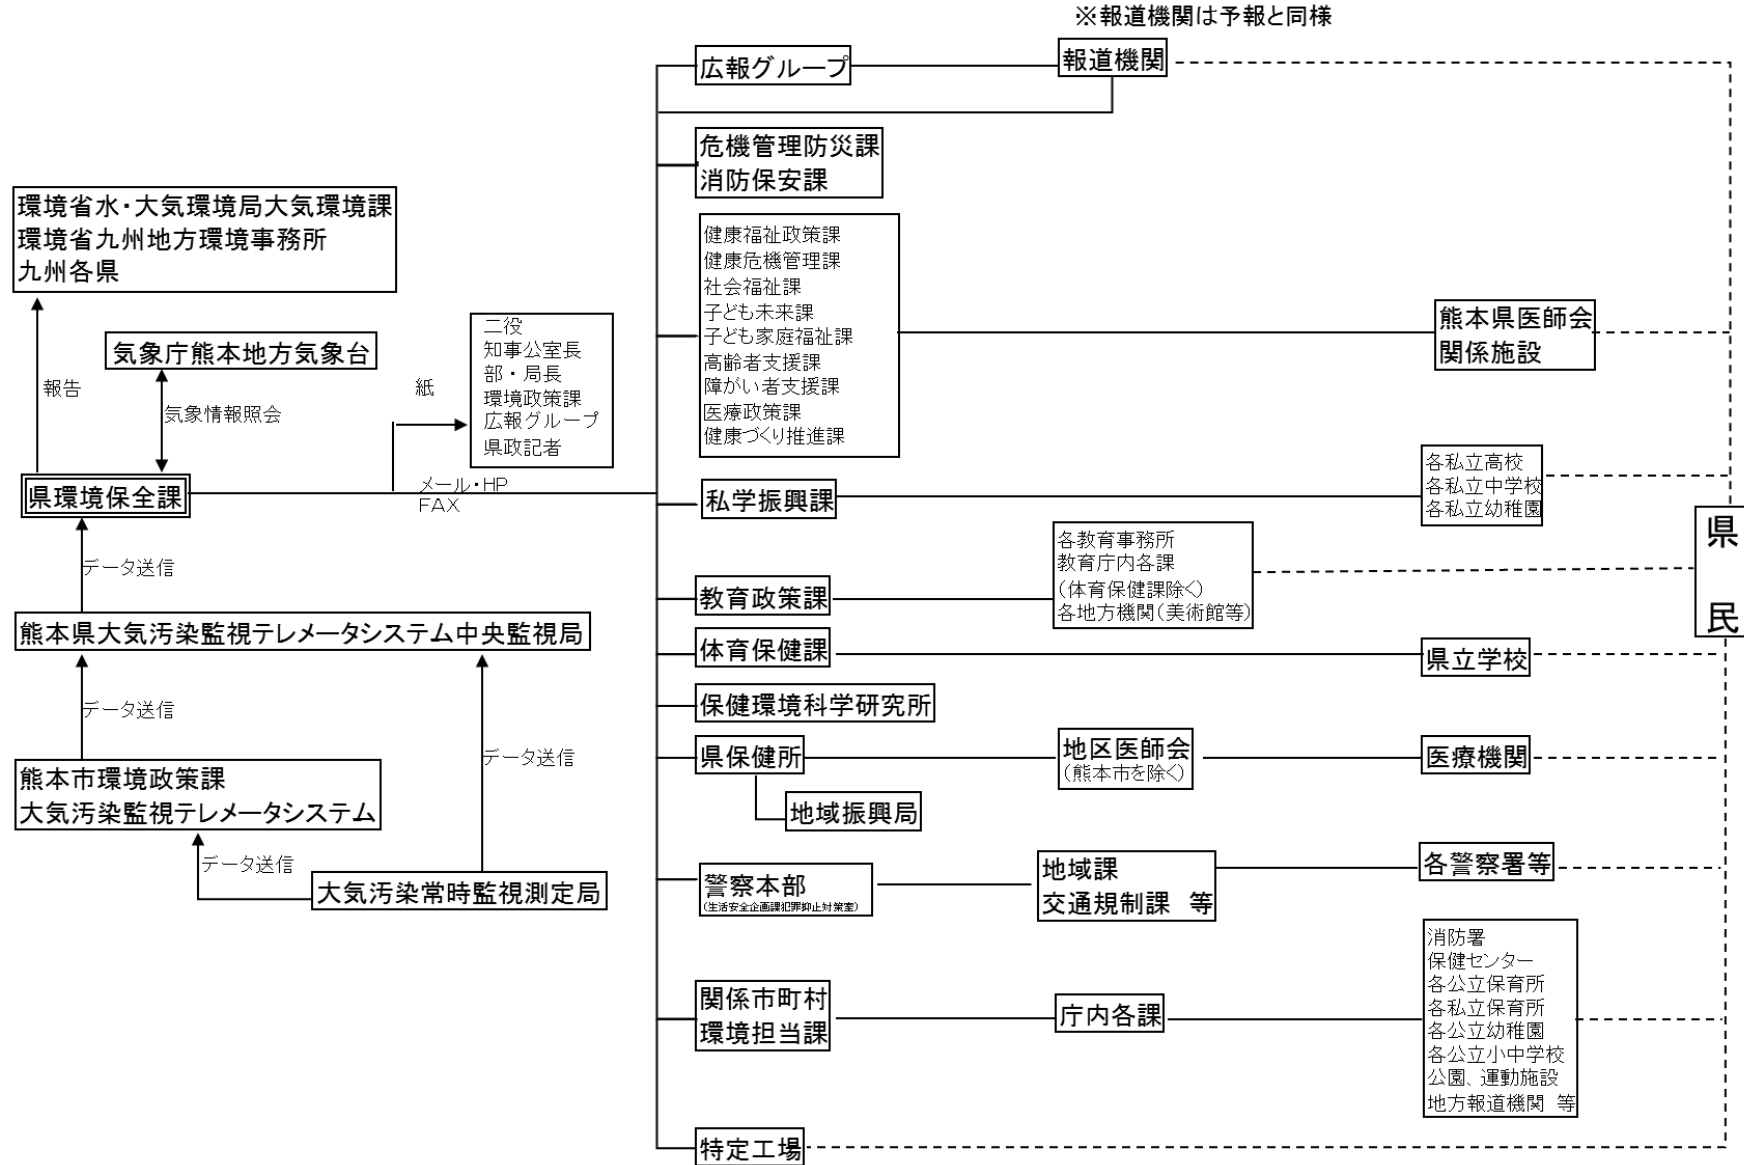 ※報道機関は予報と同様
広報グループ
報道機関
危機管理防災課
消防保安課
環境省水・大気環境局大気環境課
環境省九州地方環境事務所
九州各県
健康福祉政策課
健康危機管理課
社会福祉課
子ども未来課
子ども家庭福祉課
高齢者支援課
障がい者支援課
医療政策課
健康づくり推進課
熊本県医師会
関係施設
気象庁熊本地方気象台
報告
気象情報照会
紙
二役
知事公室長
部・局長
環境政策課
広報グループ
県政記者
県環境保全課
メール・HP
FAX
私学振興課
各私立高校
各私立中学校
各私立幼稚園
県
民
データ送信
教育政策課
各教育事務所
教育庁内各課
(体育保健課除く)
各地方機関(美術館等)
熊本県大気汚染監視テレメータシステム中央監視局
体育保健課
県立学校
データ送信
データ送信
保健環境科学研究所
県保健所
地区医師会
(熊本市を除く)
医療機関
地域振興局
熊本市環境政策課
大気汚染監視テレメータシステム
データ送信
大気汚染常時監視測定局
警察本部
(生活安全企画課犯罪抑止対策室)
地域課
交通規制課　等
各警察署等
関係市町村
環境担当課
庁内各課
消防署
保健センター
各公立保育所
各私立保育所
各公立幼稚園
各公立小中学校
公園、運動施設
地方報道機関　等
特定工場